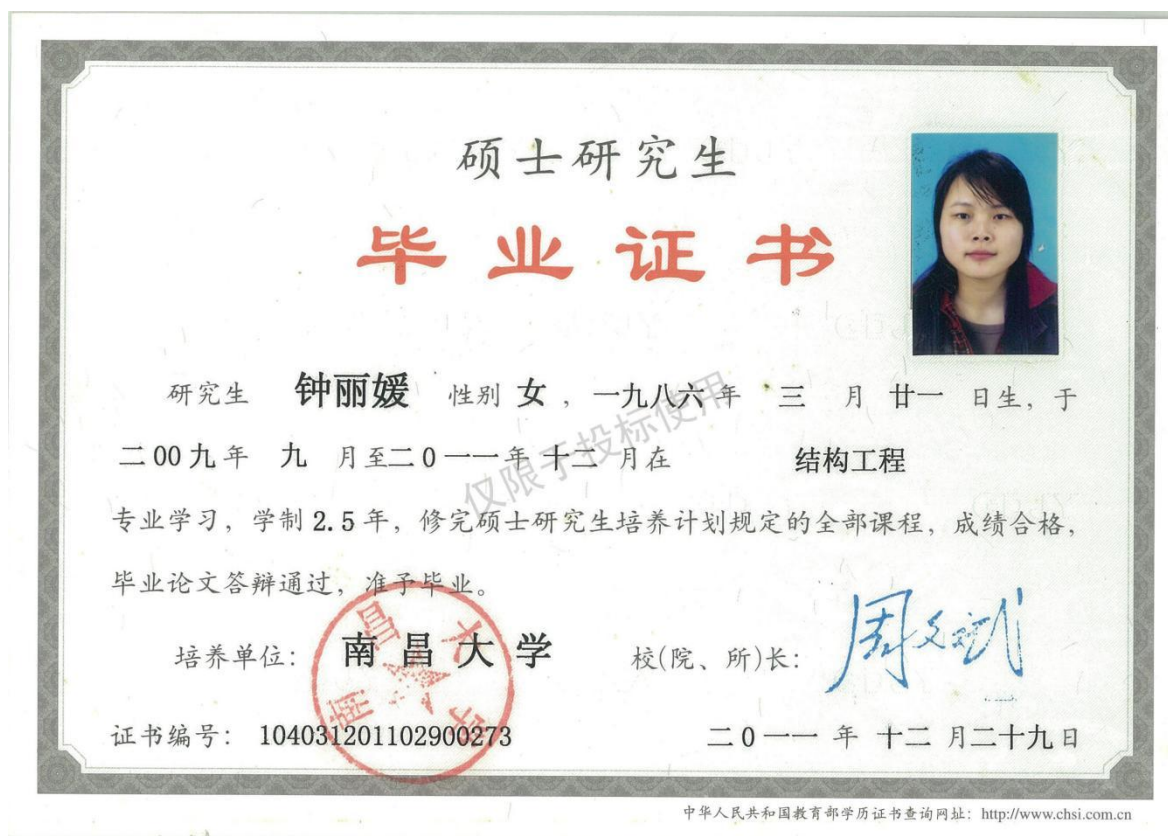 硕士研究生
毕业证书
研究生 钟丽媛 性别 女，一九八六年 三 月 廿一 日生，于
二00九年 九 月至二0一一年 十二 月在 结构工程
仅限于投标使用
专业学习，学制 2.5 年，修完硕士研究生培养计划规定的全部课程，成绩合格，
毕业论文答辩通过，准予毕业。
培养单位： 南昌大学 校(院、所)长： 周文斌
南昌大学
证书编号： 104031201102900273 二0一一 年 十二 月二十九日
中华人民共和国教育部学历证书查询网址：http://www.chsi.com.cn